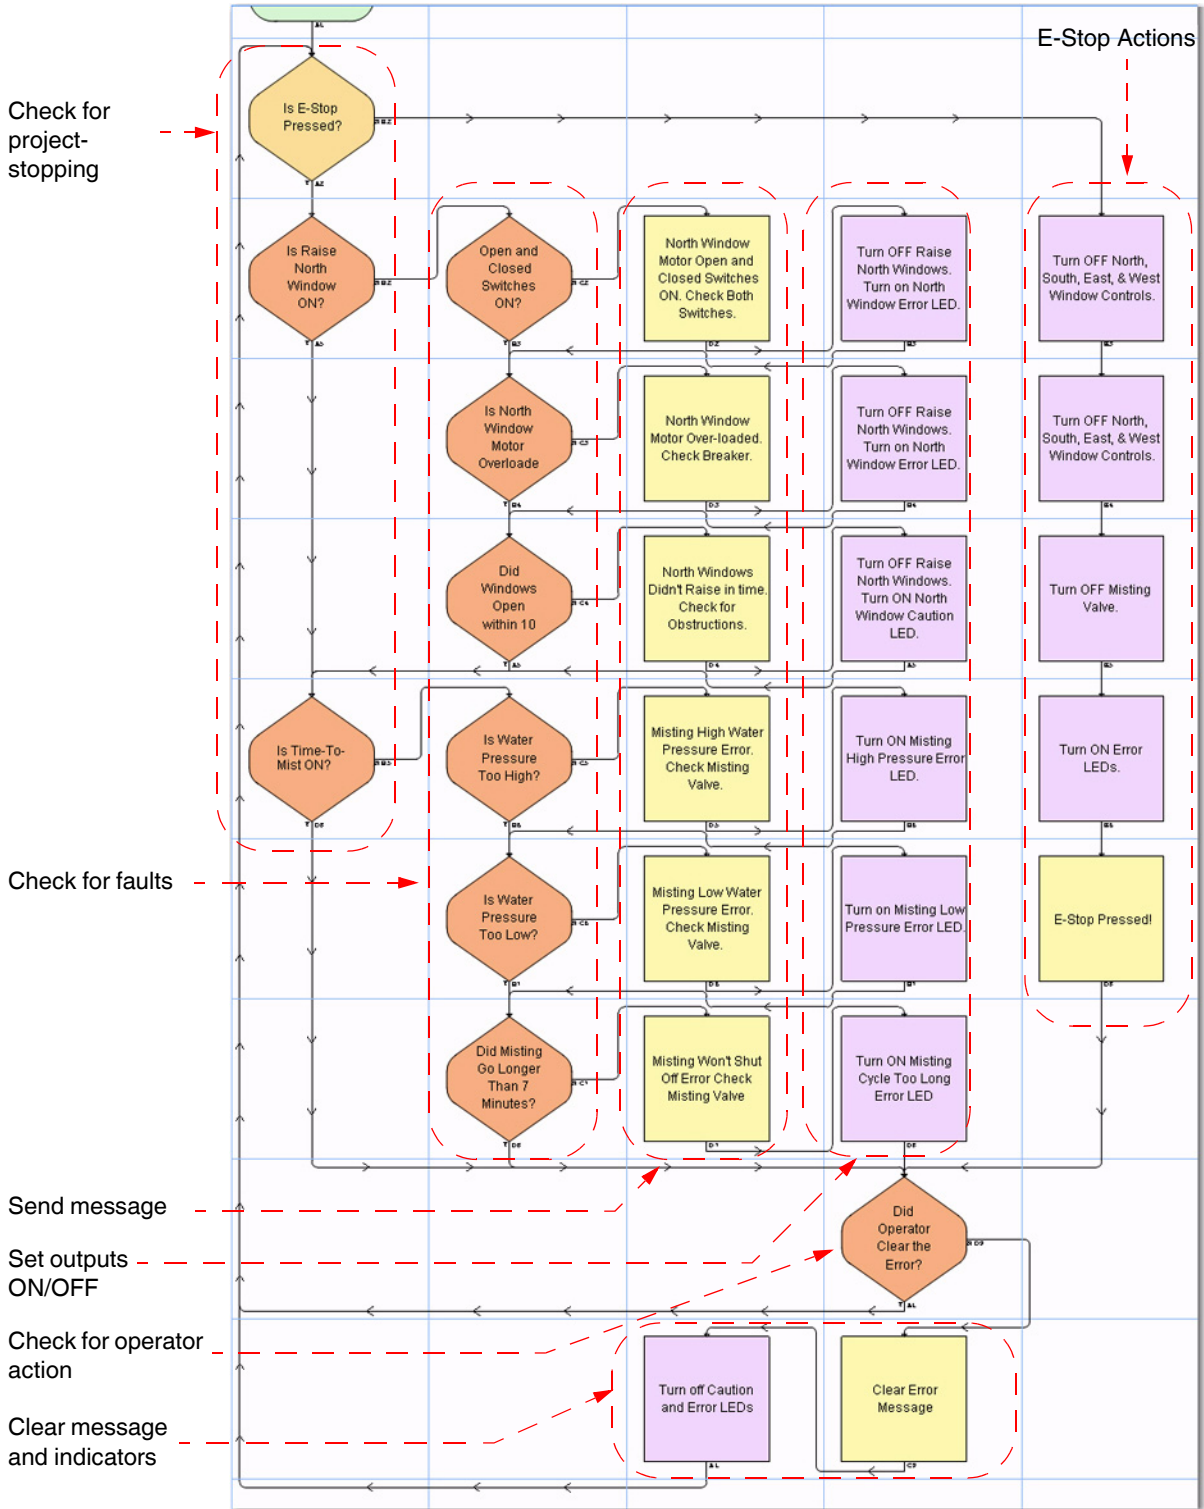 E-Stop Actions
Check for
project-
stopping
Is E-Stop
Pressed?
Is Raise
North
Window
ON?
Open and
Closed
Switches
ON?
North Window
Motor Open and
Closed Switches
ON. Check Both
Switches.
Turn OFF Raise
North Windows.
Turn on North
Window Error LED.
Turn OFF North,
South, East, & West
Window Controls.
Is North
Window
Motor
Overloade
North Window
Motor Over-loaded.
Check Breaker.
Turn OFF Raise
North Windows.
Turn on North
Window Error LED.
Turn OFF North,
South, East, & West
Window Controls.
Did
Windows
Open
within 10
North Windows
Didn't Raise in time.
Check for
Obstructions.
Turn OFF Raise
North Windows.
Turn ON North
Window Caution
LED.
Turn OFF Misting
Valve.
Is Time-To-
Mist ON?
Is Water
Pressure
Too High?
Misting High Water
Pressure Error.
Check Misting
Valve.
Turn ON Misting
High Pressure Error
LED.
Turn ON Error
LEDs.
Check for faults
Is Water
Pressure
Too Low?
Misting Low Water
Pressure Error.
Check Misting
Valve.
Turn on Misting Low
Pressure Error LED.
E-Stop Pressed!
Did Misting
Go Longer
Than 7
Minutes?
Misting Won't Shut
Off Error Check
Misting Valve
Turn ON Misting
Cycle Too Long
Error LED
Send message
Did
Operator
Clear the
Error?
Set outputs
ON/OFF
Check for operator
action
Turn off Caution
and Error LEDs
Clear Error
Message
Clear message
and indicators